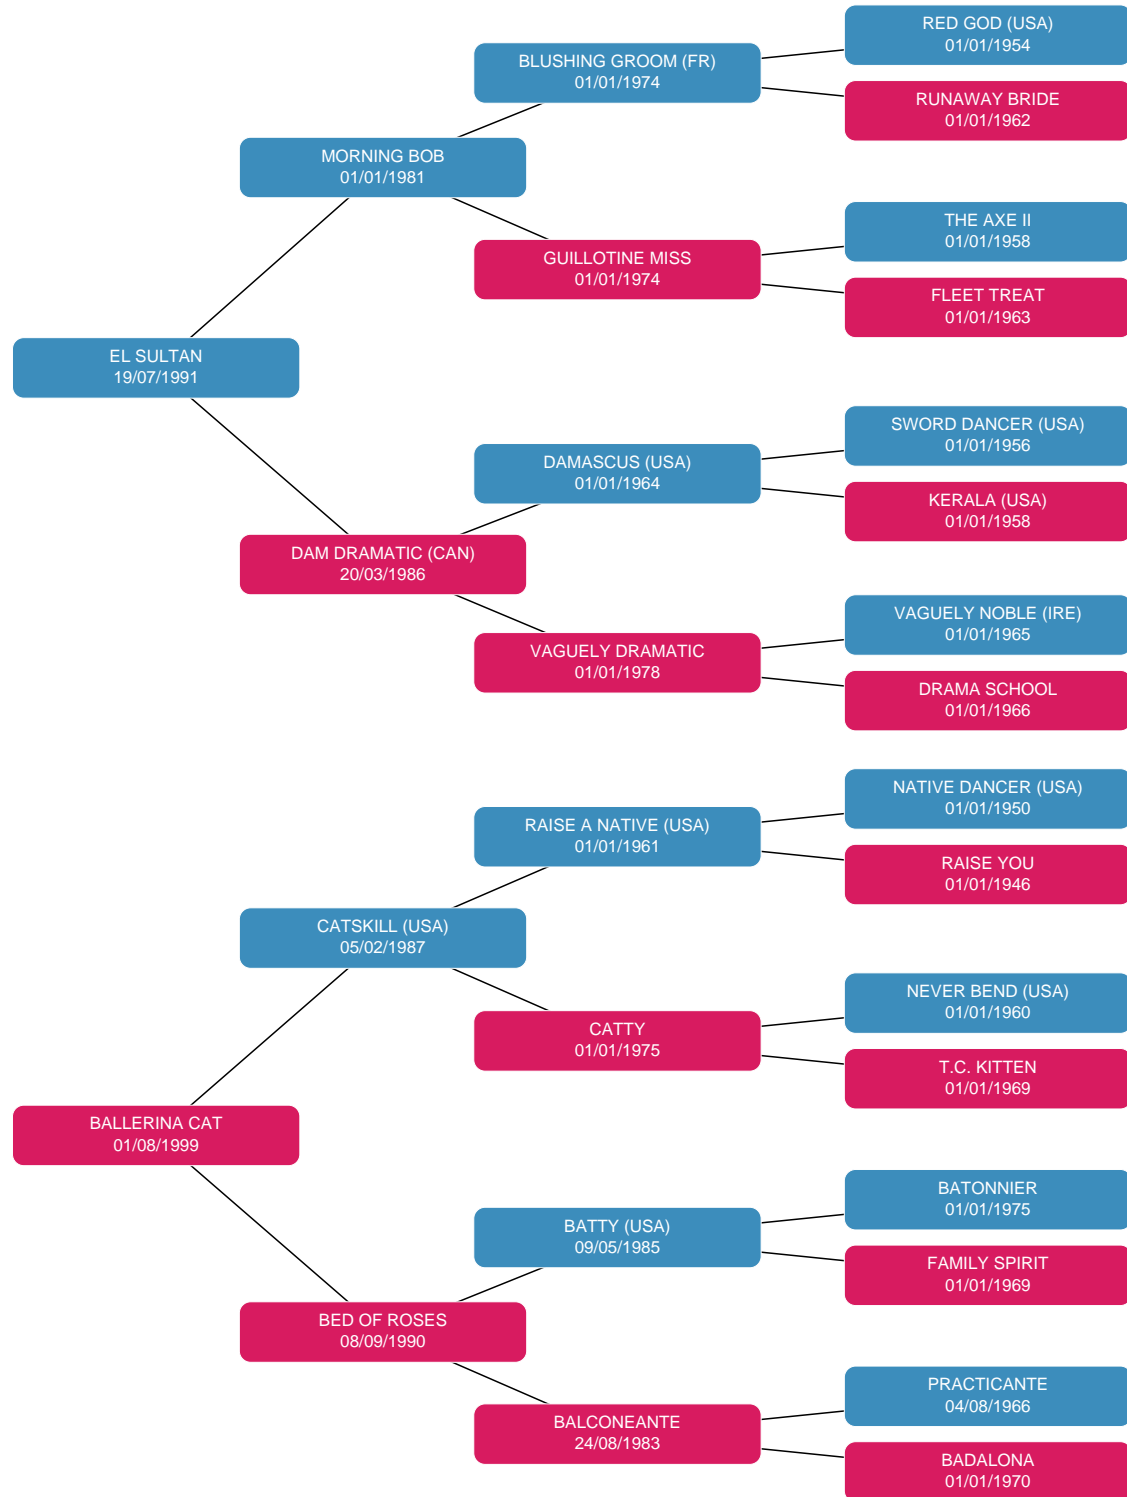 RED GOD (USA)
01/01/1954
BLUSHING GROOM (FR)
01/01/1974
RUNAWAY BRIDE
01/01/1962
MORNING BOB
01/01/1981
THE AXE II
01/01/1958
GUILLOTINE MISS
01/01/1974
FLEET TREAT
01/01/1963
EL SULTAN
19/07/1991
SWORD DANCER (USA)
01/01/1956
DAMASCUS (USA)
01/01/1964
KERALA (USA)
01/01/1958
DAM DRAMATIC (CAN)
20/03/1986
VAGUELY NOBLE (IRE)
01/01/1965
VAGUELY DRAMATIC
01/01/1978
DRAMA SCHOOL
01/01/1966
NATIVE DANCER (USA)
01/01/1950
RAISE A NATIVE (USA)
01/01/1961
RAISE YOU
01/01/1946
CATSKILL (USA)
05/02/1987
NEVER BEND (USA)
01/01/1960
CATTY
01/01/1975
T.C. KITTEN
01/01/1969
BALLERINA CAT
01/08/1999
BATONNIER
01/01/1975
BATTY (USA)
09/05/1985
FAMILY SPIRIT
01/01/1969
BED OF ROSES
08/09/1990
PRACTICANTE
04/08/1966
BALCONEANTE
24/08/1983
BADALONA
01/01/1970